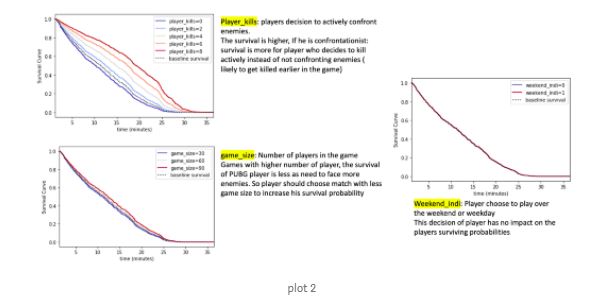 Player_kills: players decision to actively confront
enemies.
The survival is higher, If he is confrontationist:
survival is more for player who decides to kill
actively instead of not confronting enemies (
likely to get killed earlier in the game)
Survival Curve
1.0
0.8
0.6
0.4
0.2
0.0
player_kills=0
player_kills=2
player_kills=4
player_kills=6
player_kills=8
baseline survival
5 10 15 20 25 30 35
time (minutes)
game_size: Number of players in the game
Games with higher number of player, the survival
of PUBG player is less as need to face more
enemies. So player should choose match with less
game size to increase his survival probability
Survival Curve
1.0
0.8
0.6
0.4
0.2
0.0
game_size=30
game_size=60
game_size=90
baseline survival
5 10 15 20 25 30 35
time (minutes)
Survival Curve
1.0
0.8
0.6
0.4
0.2
0.0
weekend_indi=0
weekend_indi=1
baseline survival
5 10 15 20 25 30 35
time (minutes)
Weekend_Indi: Player choose to play over
the weekend or weekday
This decision of player has no impact on the
players surviving probabilities
plot 2